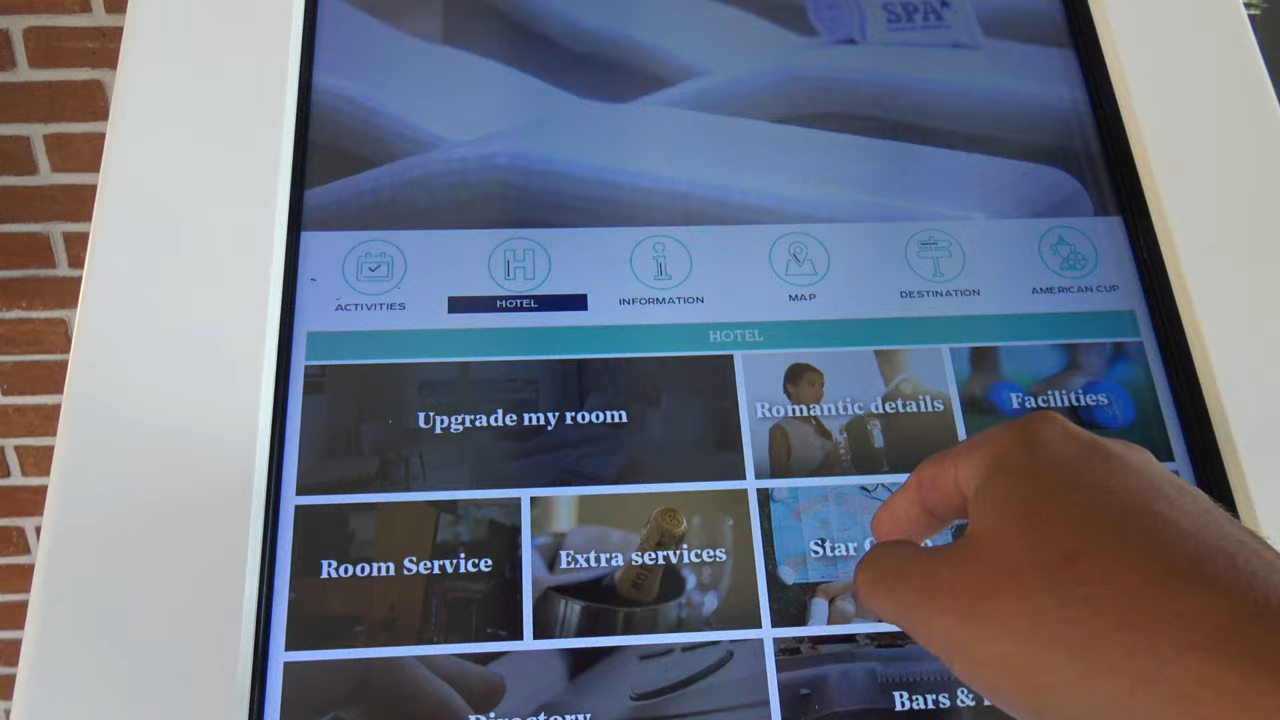 SPA
ACTIVITIES
HOTEL
INFORMATION
MAP
DESTINATION
AMERICAN CUP
HOTEL
Upgrade my room
Romantic details
Facilities
Room Service
Extra services
Star
Directory
Bars &